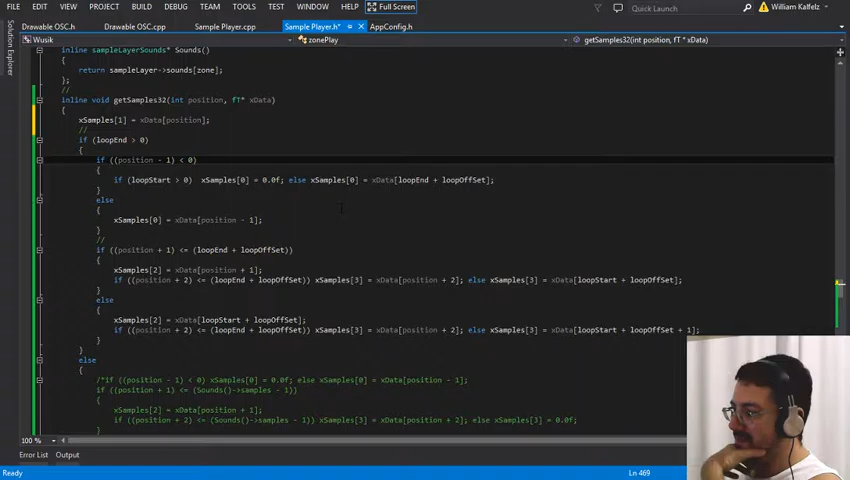 FILE EDIT VIEW PROJECT BUILD DEBUG TEAM TEST WINDOW HELP Full Screen Quick Launch William Kalfelz
Drawable OSC.h Drawable OSC.cpp Sample Player.cpp Sample Player.h* AppConfig.h
Solution Explorer
Wusik zonePlay getSamples32(int position, fT * xData)
inline sampleLayerSounds* Sounds()
{
return sampleLayer->sounds[zone];
};
//
inline void getSamples32(int position, fT* xData)
{
xSamples[1] = xData[position];
//
if (loopEnd > 0)
{
if ((position - 1) < 0)
{
if (loopStart > 0) xSamples[0] = 0.0f; else xSamples[0] = xData[loopEnd + loopOffSet];
}
else
{
xSamples[0] = xData[position - 1];
}
//
if ((position + 1) <= (loopEnd + loopOffSet))
{
xSamples[2] = xData[position + 1];
if ((position + 2) <= (loopEnd + loopOffSet)) xSamples[3] = xData[position + 2]; else xSamples[3] = xData[loopStart + loopOffSet];
}
else
{
xSamples[2] = xData[loopStart + loopOffSet];
if ((position + 2) <= (loopEnd + loopOffSet)) xSamples[3] = xData[position + 2]; else xSamples[3] = xData[loopStart + loopOffSet + 1];
}
}
else
{
/*if ((position - 1) < 0) xSamples[0] = 0.0f; else xSamples[0] = xData[position - 1];
if ((position + 1) <= (Sounds()->samples - 1))
{
xSamples[2] = xData[position + 1];
if ((position + 2) <= (Sounds()->samples - 1)) xSamples[3] = xData[position + 2]; else xSamples[3] = 0.0f;
}
100 %
Error List Output
Ready Ln 469